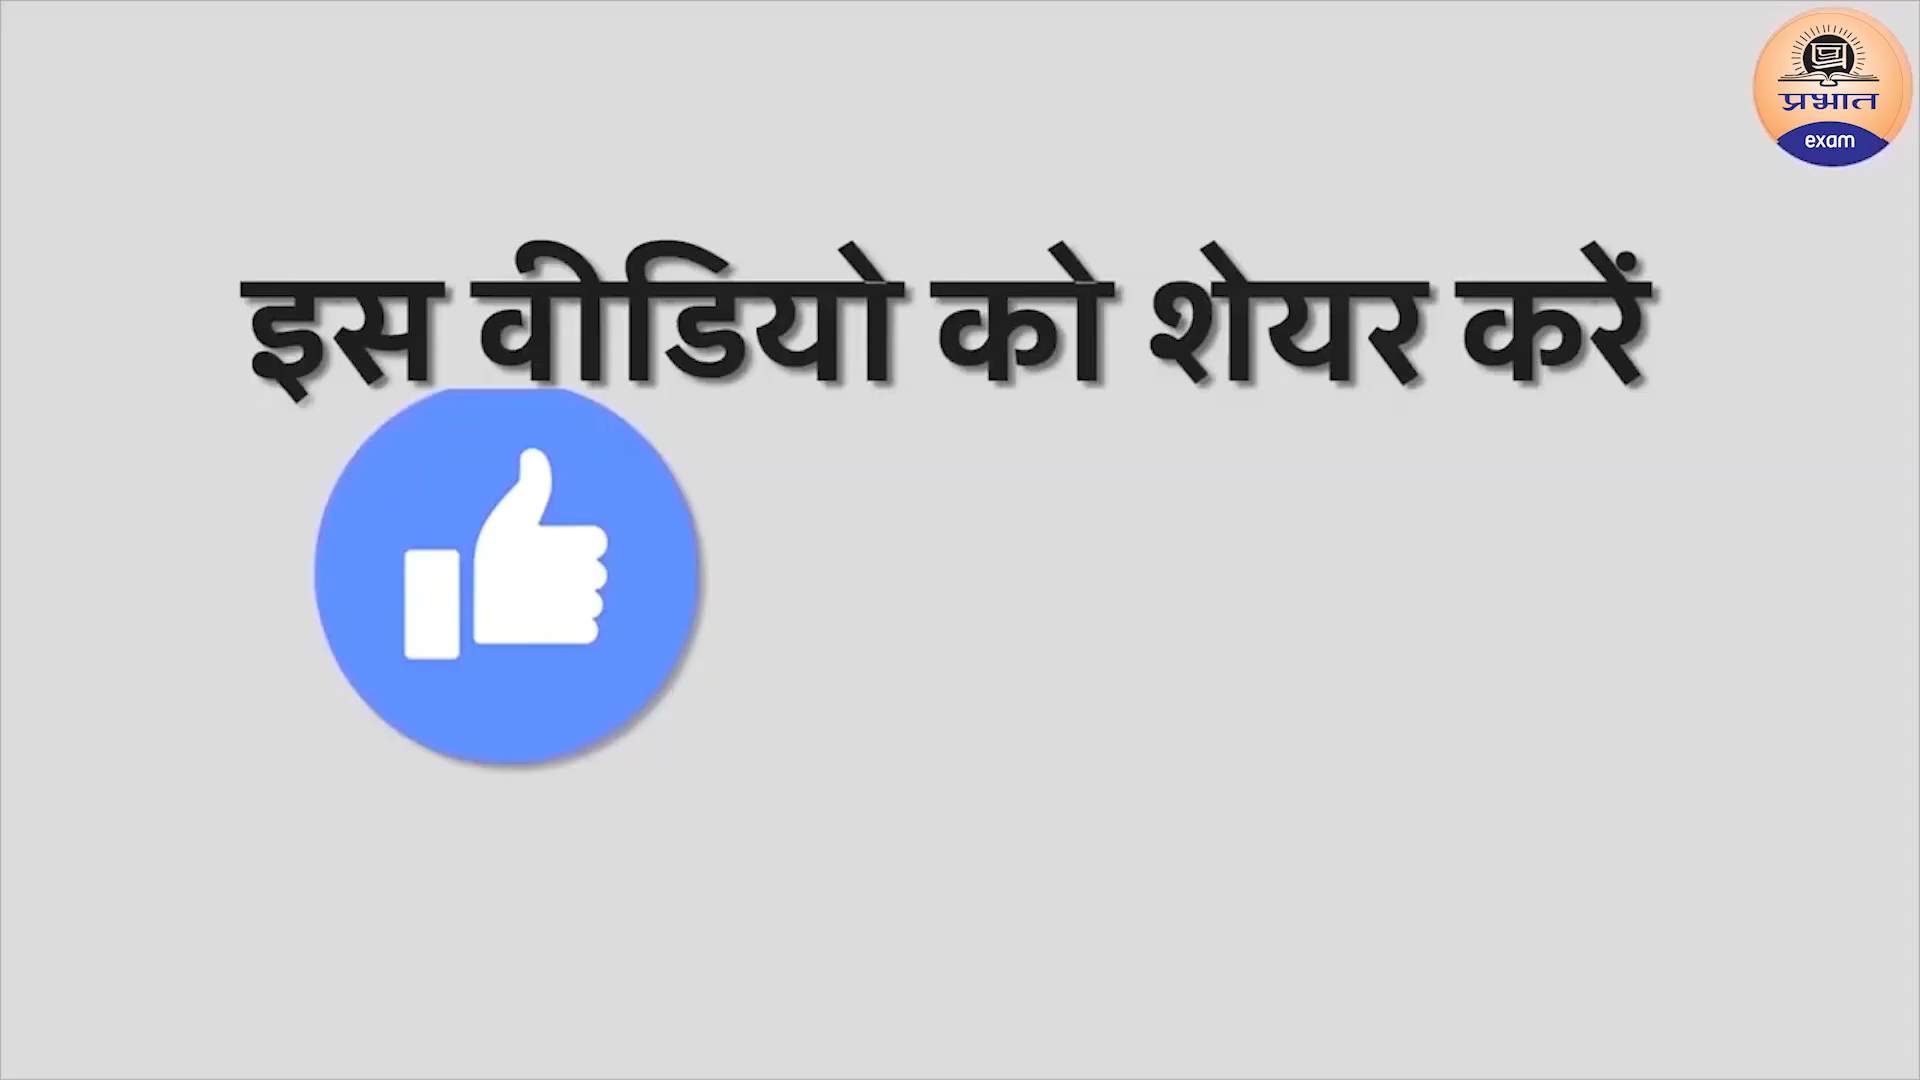 प्रभात
exam
इस वीडियो को शेयर करें